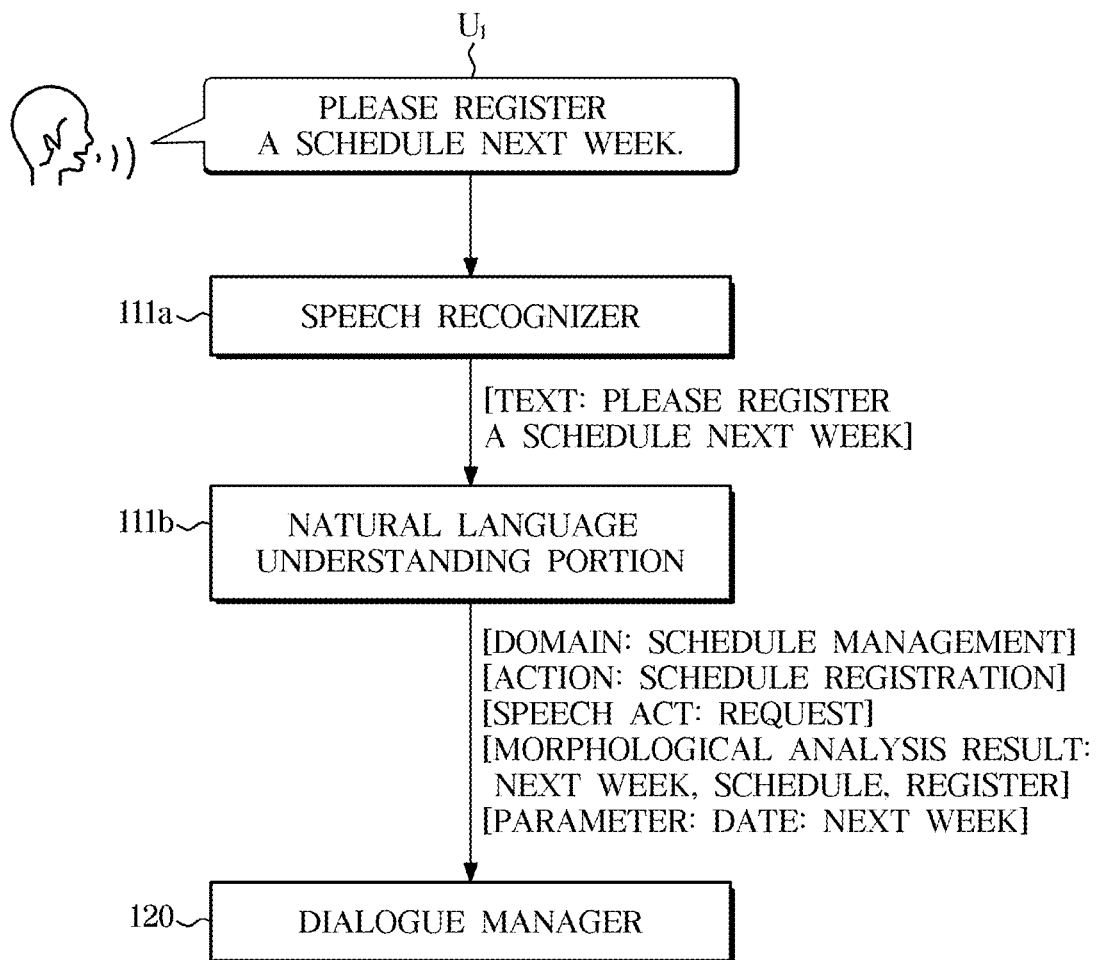 U₁
PLEASE REGISTER
A SCHEDULE NEXT WEEK.
111a
SPEECH RECOGNIZER
[TEXT: PLEASE REGISTER
A SCHEDULE NEXT WEEK]
111b
NATURAL LANGUAGE
UNDERSTANDING PORTION
[DOMAIN: SCHEDULE MANAGEMENT]
[ACTION: SCHEDULE REGISTRATION]
[SPEECH ACT: REQUEST]
[MORPHOLOGICAL ANALYSIS RESULT:
NEXT WEEK, SCHEDULE, REGISTER]
[PARAMETER: DATE: NEXT WEEK]
120
DIALOGUE MANAGER